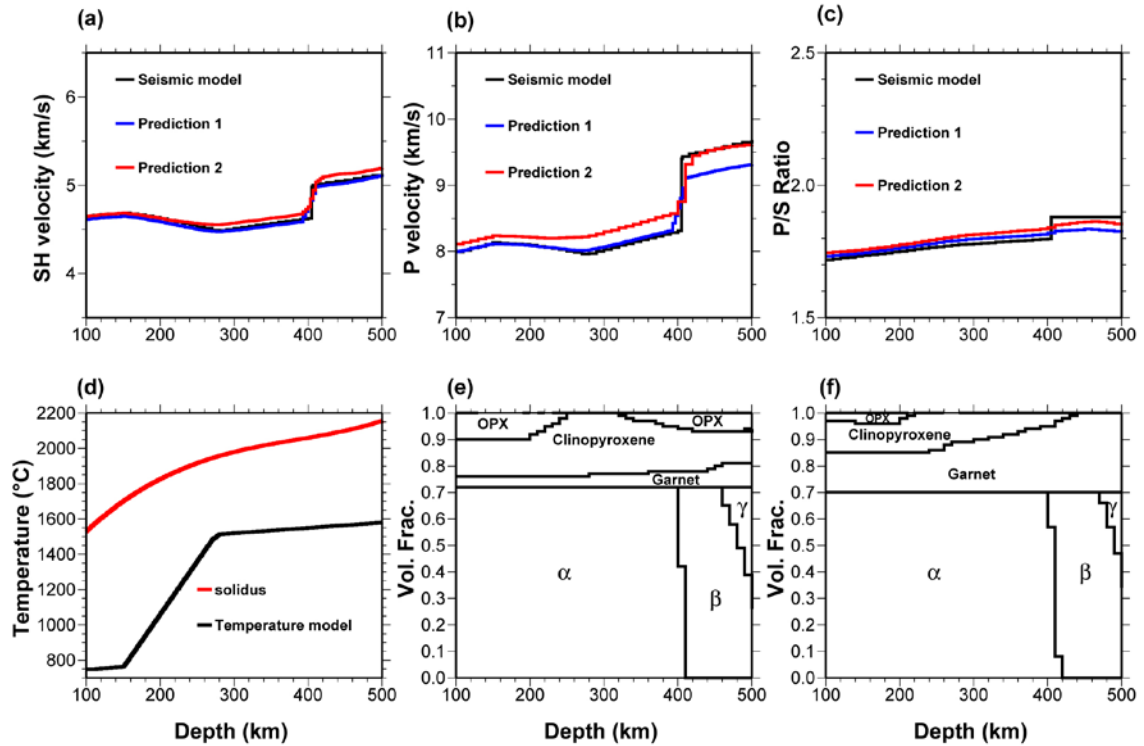 (a)
SH velocity (km/s)
6
5
4
100 200 300 400 500
Seismic model
Prediction 1
Prediction 2
(b)
P velocity (km/s)
11
10
9
8
7
100 200 300 400 500
Seismic model
Prediction 1
Prediction 2
(c)
P/S Ratio
2.5
2.0
1.5
100 200 300 400 500
Seismic model
Prediction 1
Prediction 2
(d)
Temperature (°C)
2200
2000
1800
1600
1400
1200
1000
800
100 200 300 400 500
solidus
Temperature model
Depth (km)
(e)
Vol. Frac.
1.0
0.9
0.8
0.7
0.6
0.5
0.4
0.3
0.2
0.1
0.0
100 200 300 400 500
OPX
OPX
Clinopyroxene
Garnet
γ
α
β
Depth (km)
(f)
Vol. Frac.
1.0
0.9
0.8
0.7
0.6
0.5
0.4
0.3
0.2
0.1
0.0
100 200 300 400 500
OPX
Clinopyroxene
Garnet
γ
α
β
Depth (km)